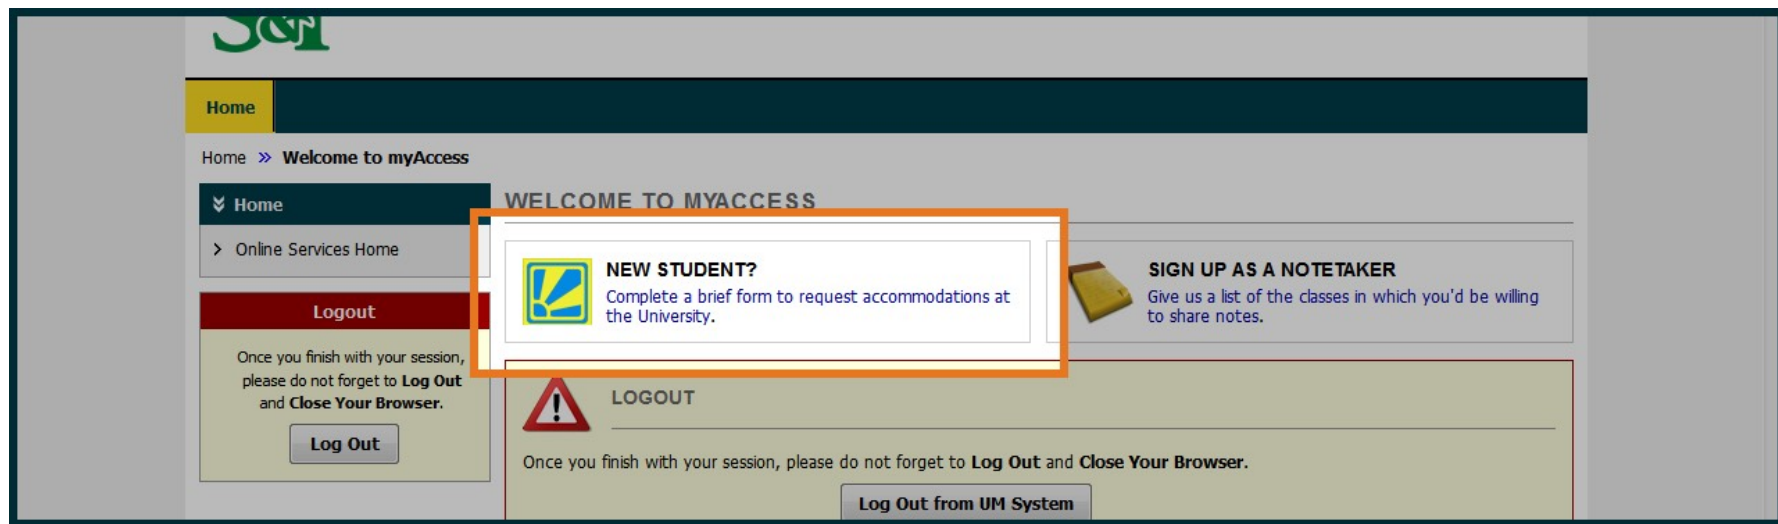 S&T
Home
Home » Welcome to myAccess
Home
Online Services Home
Logout
Once you finish with your session,
please do not forget to Log Out
and Close Your Browser.
Log Out
WELCOME TO MYACCESS
NEW STUDENT?
Complete a brief form to request accommodations at
the University.
SIGN UP AS A NOTETAKER
Give us a list of the classes in which you'd be willing
to share notes.
LOGOUT
Once you finish with your session, please do not forget to Log Out and Close Your Browser.
Log Out from UM System